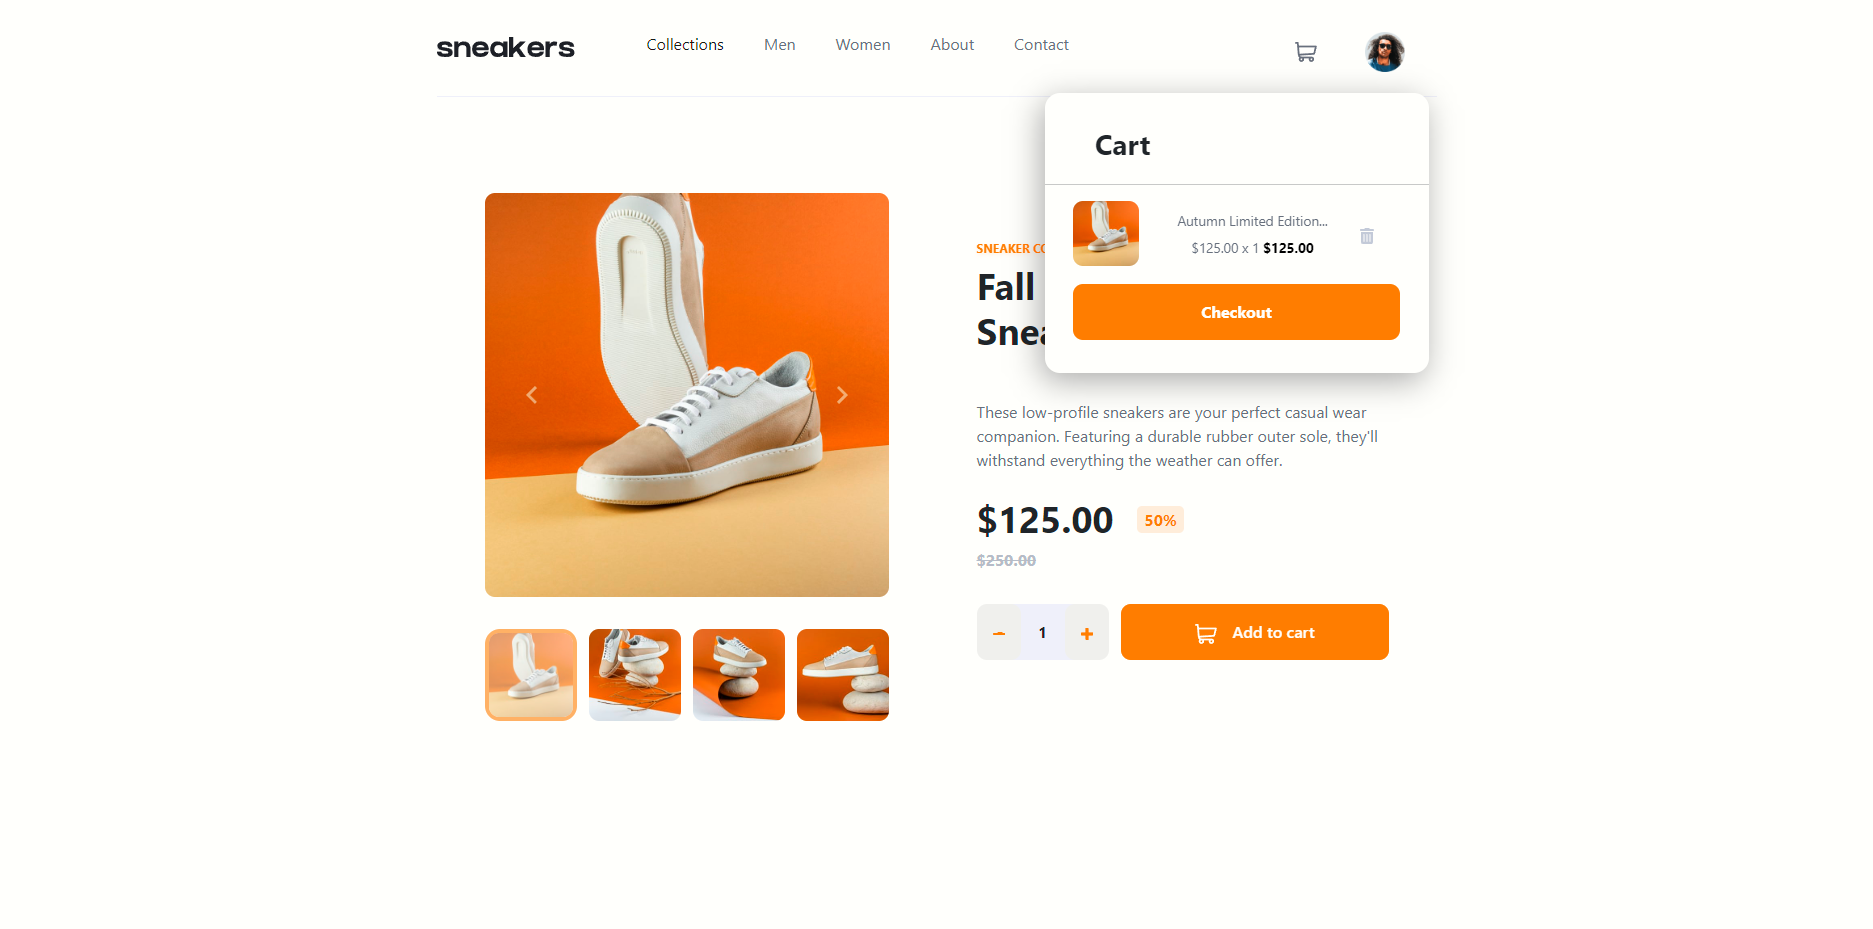 sneakers
Collections
Men
Women
About
Contact
Cart
Autumn Limited Edition...
$125.00 x 1 $125.00
Checkout
SNEAKER
Fall
These low-profile sneakers are your perfect casual wear
companion. Featuring a durable rubber outer sole, they'll
withstand everything the weather can offer.
$125.00
50%
$250.00
1
Add to cart